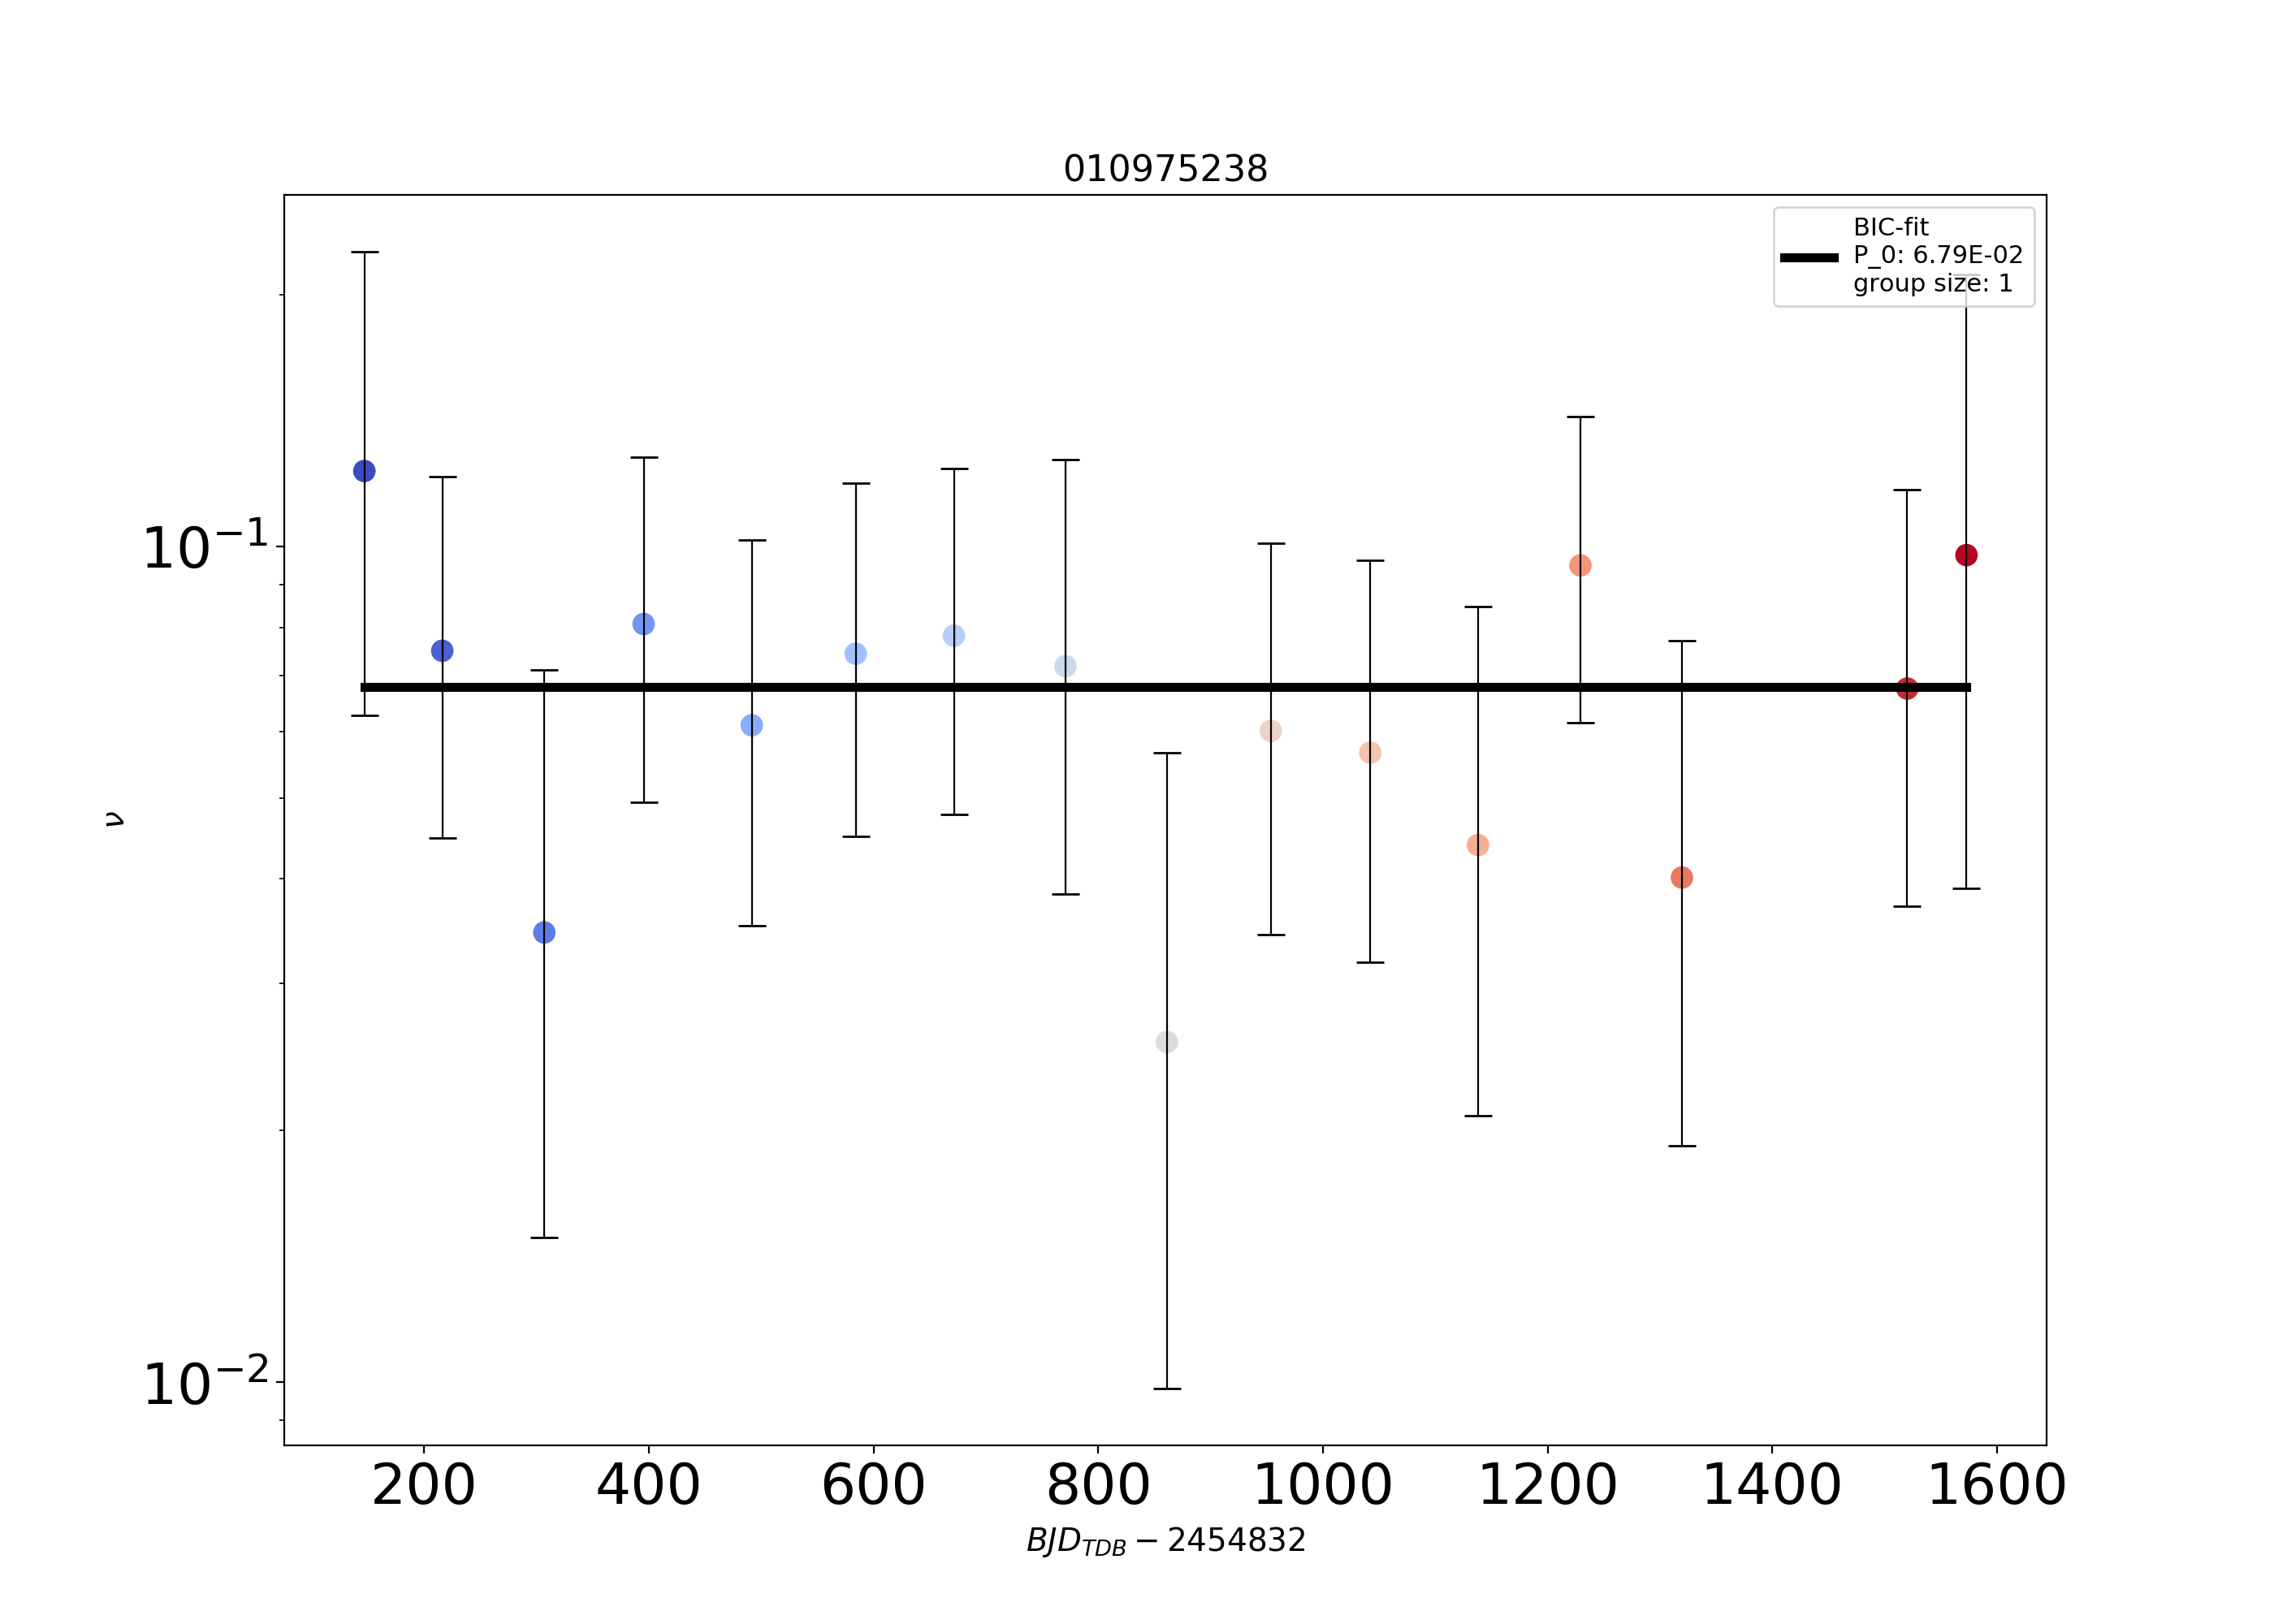 010975238
BIC-fit
P_0: 6.79E-02
group size: 1
10⁻¹
10⁻²
ν
200 400 600 800 1000 1200 1400 1600
BJD_TDB − 2454832